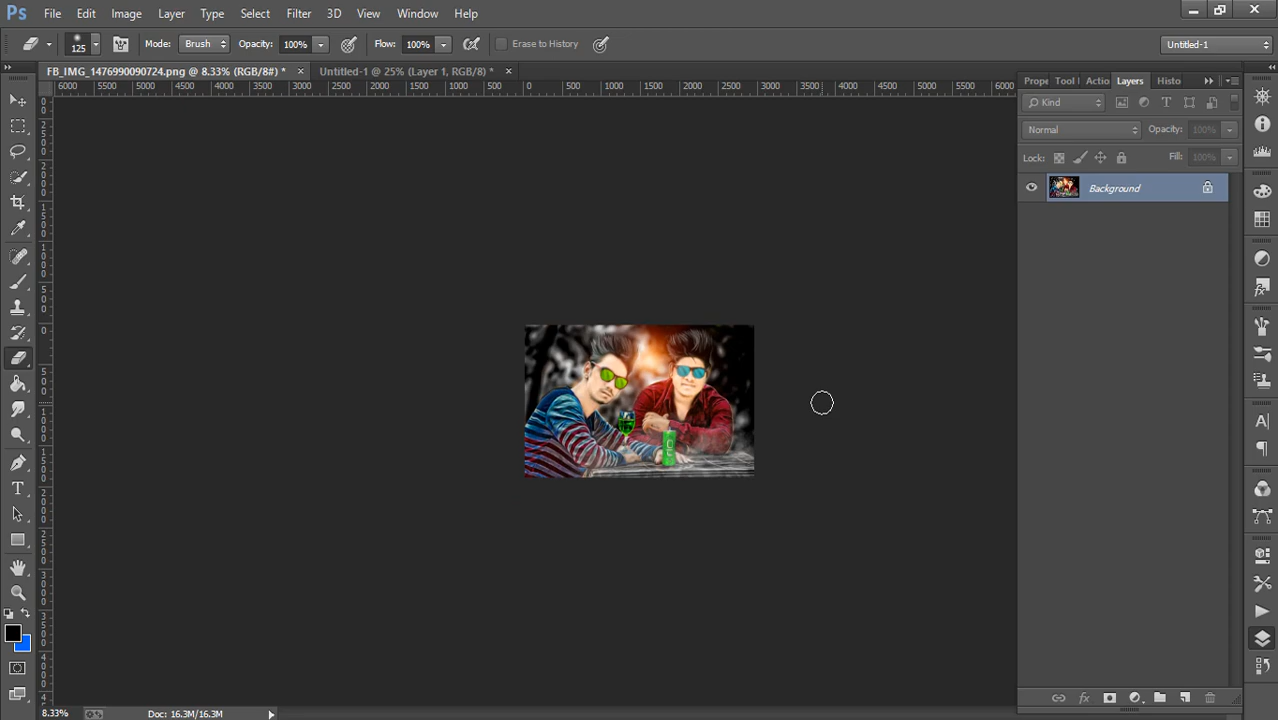 Ps File Edit Image Layer Type Select Filter 3D View Window Help
125 Mode: Brush Opacity: 100% Flow: 100% Erase to History Untitled-1
FB_IMG_1476990090724.png @ 8.33% (RGB/8#) * × Untitled-1 @ 25% (Layer 1, RGB/8) * ×
6000 5500 5000 4500 4000 3500 3000 2500 2000 1500 1000 500 0 500 1000 1500 2000 2500 3000 3500 4000 4500 5000 5500 6000
Prope Tool Actio Layers Histo
Kind
Normal Opacity: 100%
Lock: Fill: 100%
Background
8.33% Doc: 16.3M/16.3M